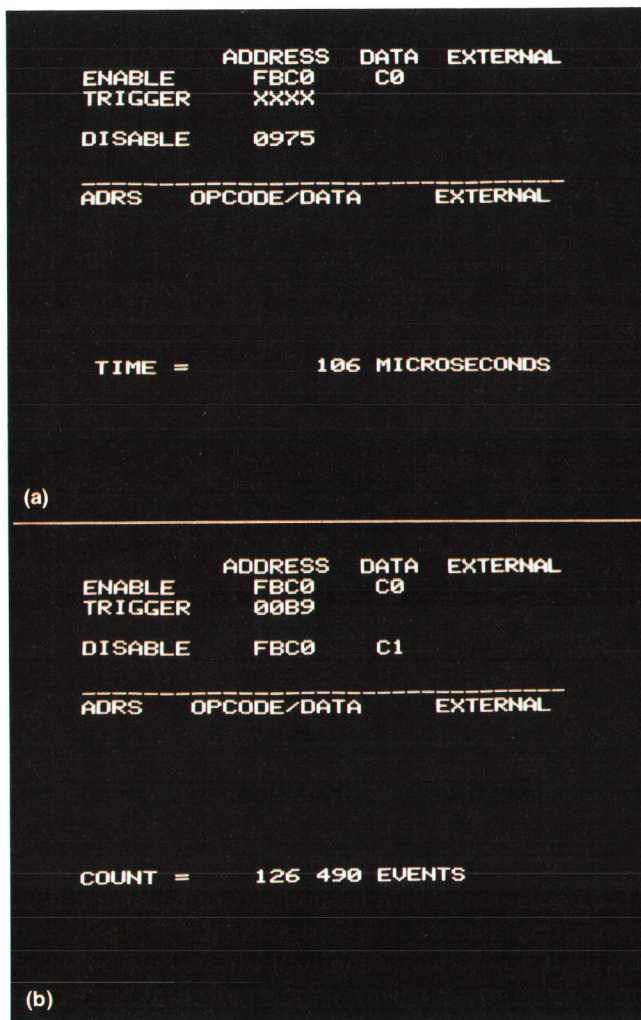 ADDRESS DATA EXTERNAL
ENABLE FBC0 C0
TRIGGER XXXX
DISABLE 0975
ADRS OPCODE/DATA EXTERNAL
TIME = 106 MICROSECONDS
(a)
ADDRESS DATA EXTERNAL
ENABLE FBC0 C0
TRIGGER 00B9
DISABLE FBC0 C1
ADRS OPCODE/DATA EXTERNAL
COUNT = 126 490 EVENTS
(b)